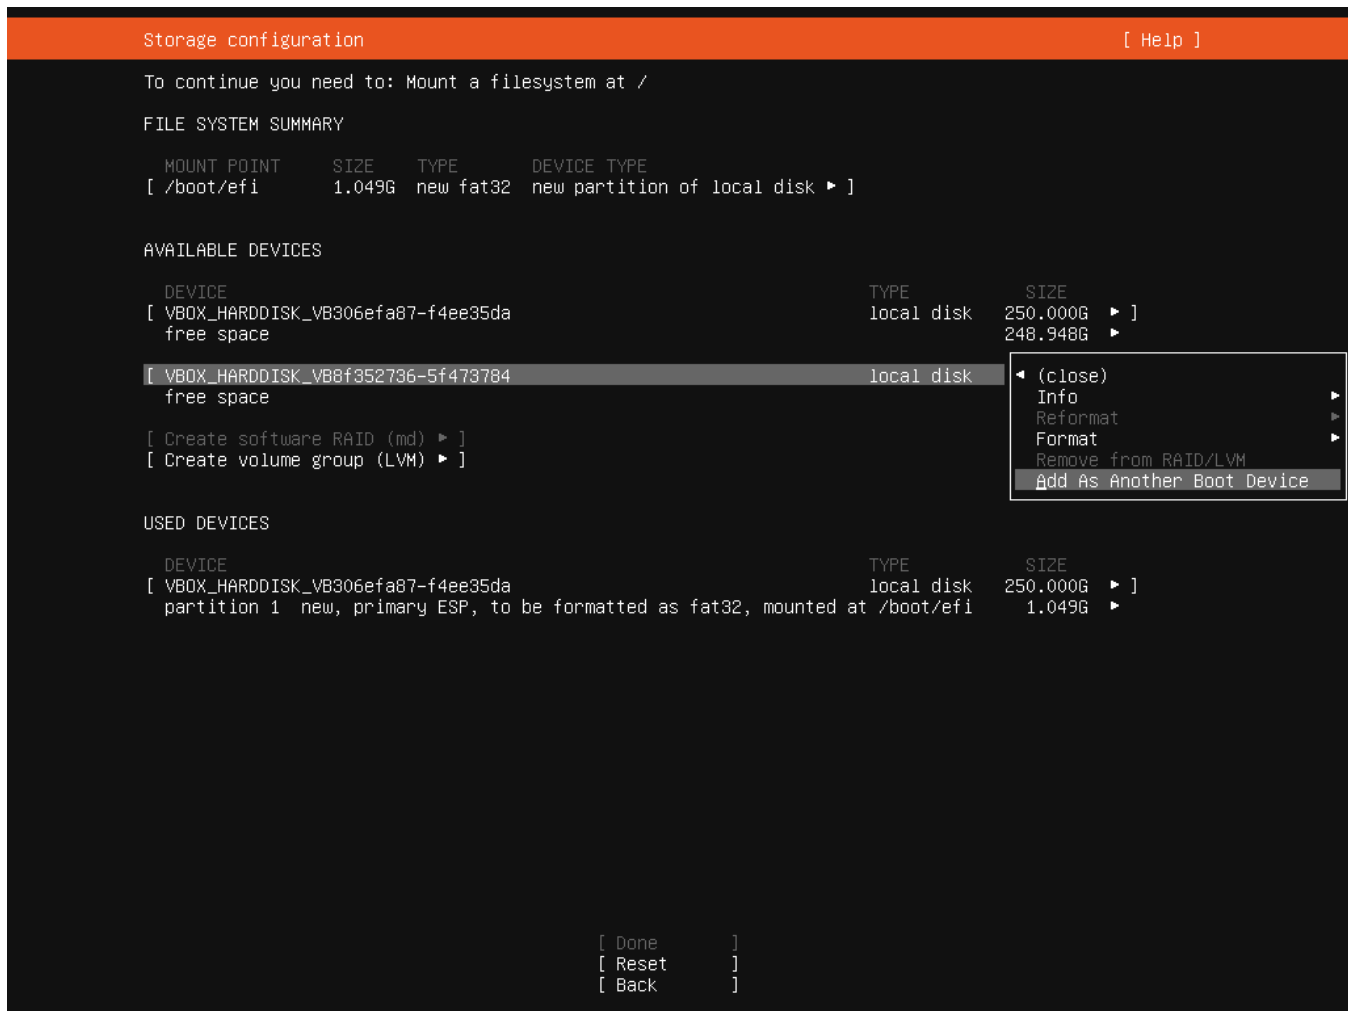 Storage configuration [ Help ]
To continue you need to: Mount a filesystem at /
FILE SYSTEM SUMMARY
MOUNT POINT SIZE TYPE DEVICE TYPE
[ /boot/efi 1.049G new fat32 new partition of local disk ▸ ]
AVAILABLE DEVICES
DEVICE TYPE SIZE
[ VBOX_HARDDISK_VB306efa87-f4ee35da local disk 250.000G ▸ ]
free space 248.948G ▸
[ VBOX_HARDDISK_VB8f352736-5f473784 local disk
free space
◂ (close)
Info ▸
Reformat ▸
Format ▸
Remove from RAID/LVM
Add As Another Boot Device
[ Create software RAID (md) ▸ ]
[ Create volume group (LVM) ▸ ]
USED DEVICES
DEVICE TYPE SIZE
[ VBOX_HARDDISK_VB306efa87-f4ee35da local disk 250.000G ▸ ]
partition 1 new, primary ESP, to be formatted as fat32, mounted at /boot/efi 1.049G ▸
[ Done ]
[ Reset ]
[ Back ]